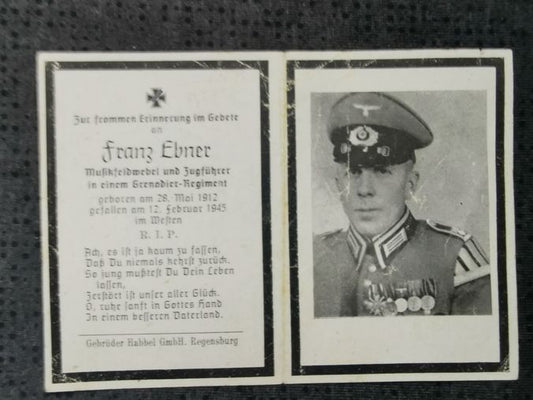 Zur frommen Erinnerung im Gebete
an
Franz Ebner
Musikfeldwebel und Zugführer
in einem Grenadier-Regiment
geboren am 28. Mai 1912
gefallen am 12. Februar 1945
im Westen
R. I. P.
Ach, es ist ja kaum zu fassen,
Daß Du niemals kehrst zurück.
So jung mußtest Du Dein Leben
lassen,
Zerstört ist unser aller Glück.
O, ruhe sanft in Gottes Hand
In einem besseren Vaterland.
Gebrüder Habbel GmbH. Regensburg